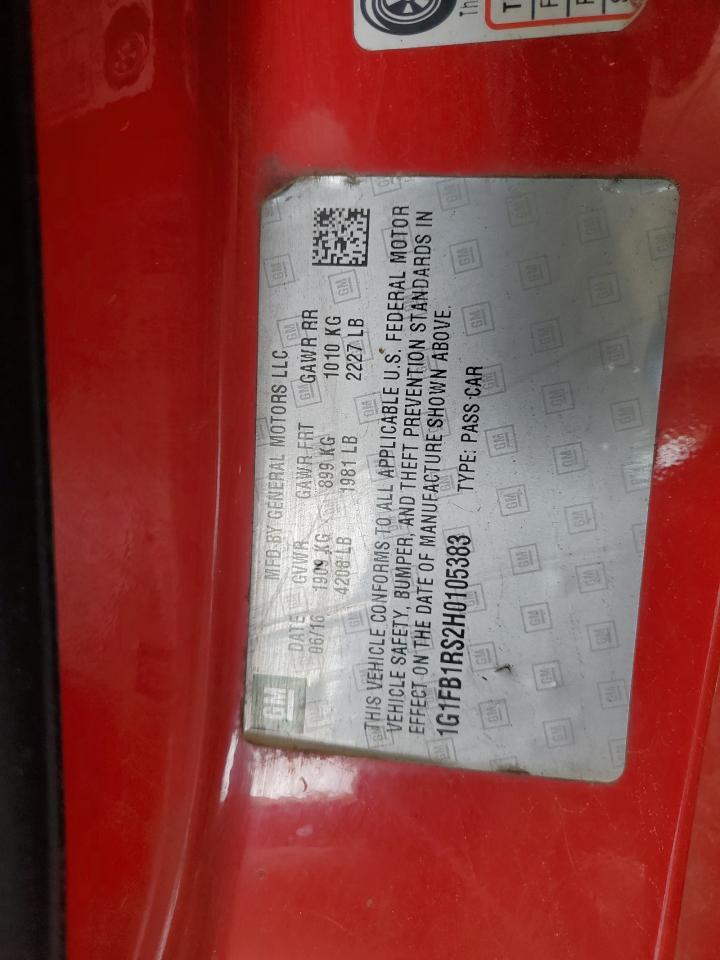 MFD BY GENERAL MOTORS LLC
GM
DATE GVWR GAWR FRT GAWR RR
06/16 1909 KG 899 KG 1010 KG
4208 LB 1981 LB 2227 LB
THIS VEHICLE CONFORMS TO ALL APPLICABLE U.S. FEDERAL MOTOR
VEHICLE SAFETY, BUMPER, AND THEFT PREVENTION STANDARDS IN
EFFECT ON THE DATE OF MANUFACTURE SHOWN ABOVE.
1G1FB1RS2H0105383 TYPE: PASS CAR